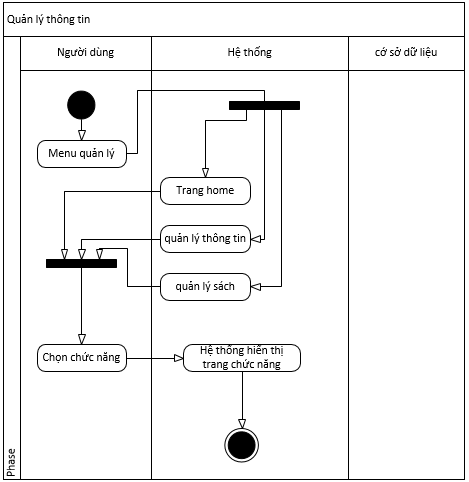 Quản lý thông tin
Người dùng
Hệ thống
cớ sở dữ liệu
Menu quản lý
Trang home
quản lý thông tin
quản lý sách
Chọn chức năng
Hệ thống hiển thị
trang chức năng
Phase